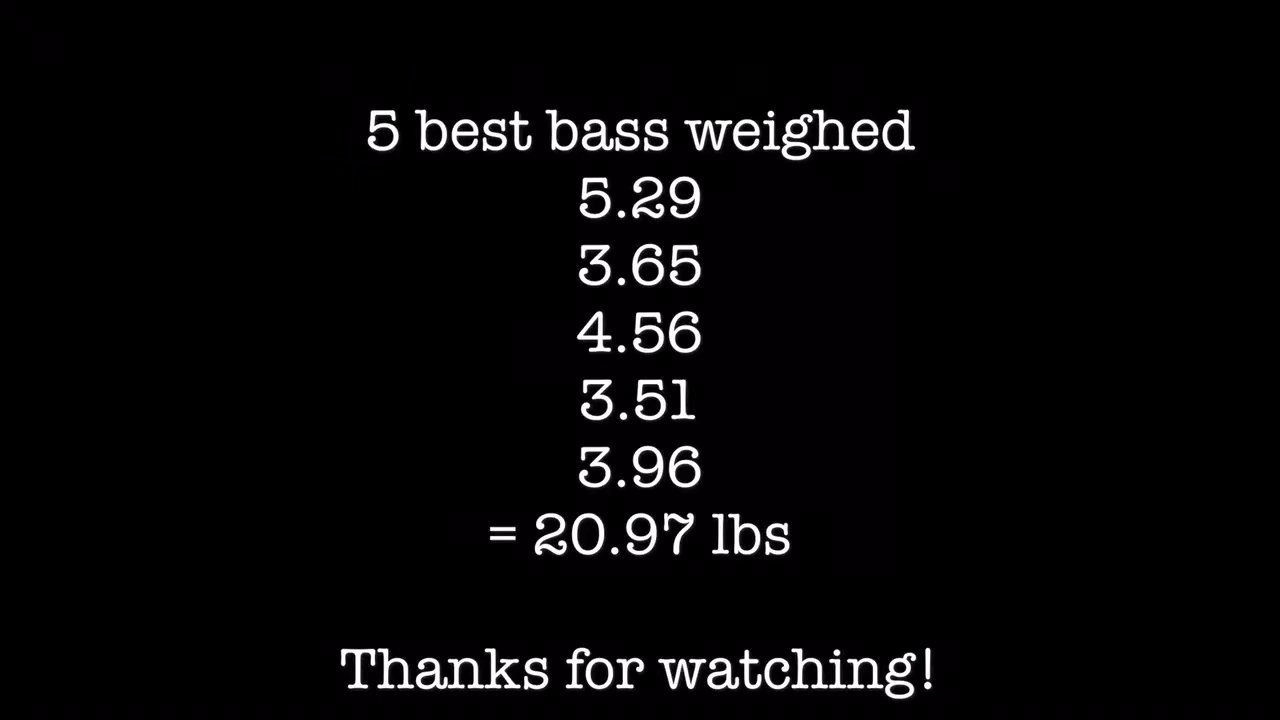 5 best bass weighed
5.29
3.65
4.56
3.51
3.96
= 20.97 lbs
Thanks for watching!